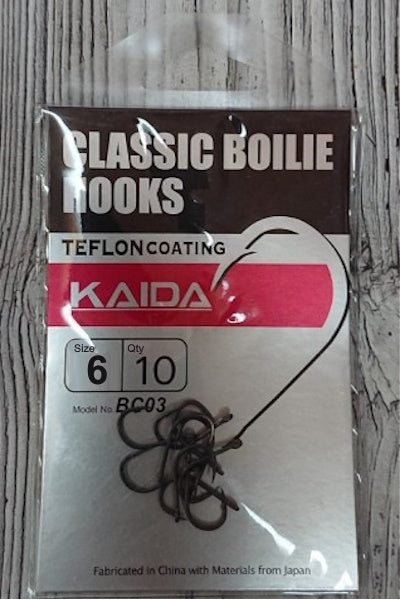 CLASSIC BOILIE
HOOKS
TEFLON COATING
KAIDA
Size 6 Qty 10
Model No. BC03
Fabricated in China with Materials from Japan